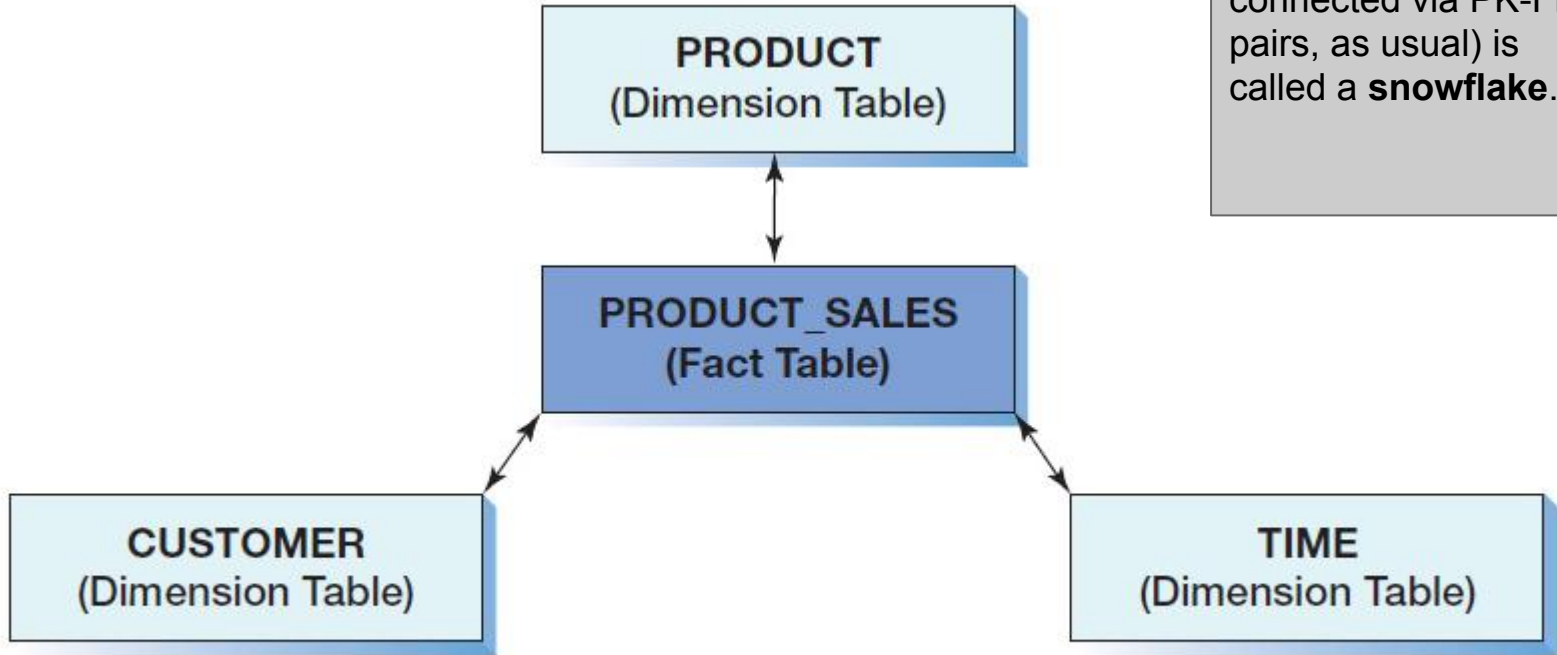 PRODUCT
(Dimension Table)
connected via PK-
pairs, as usual) is
called a snowflake.
PRODUCT_SALES
(Fact Table)
CUSTOMER
(Dimension Table)
TIME
(Dimension Table)